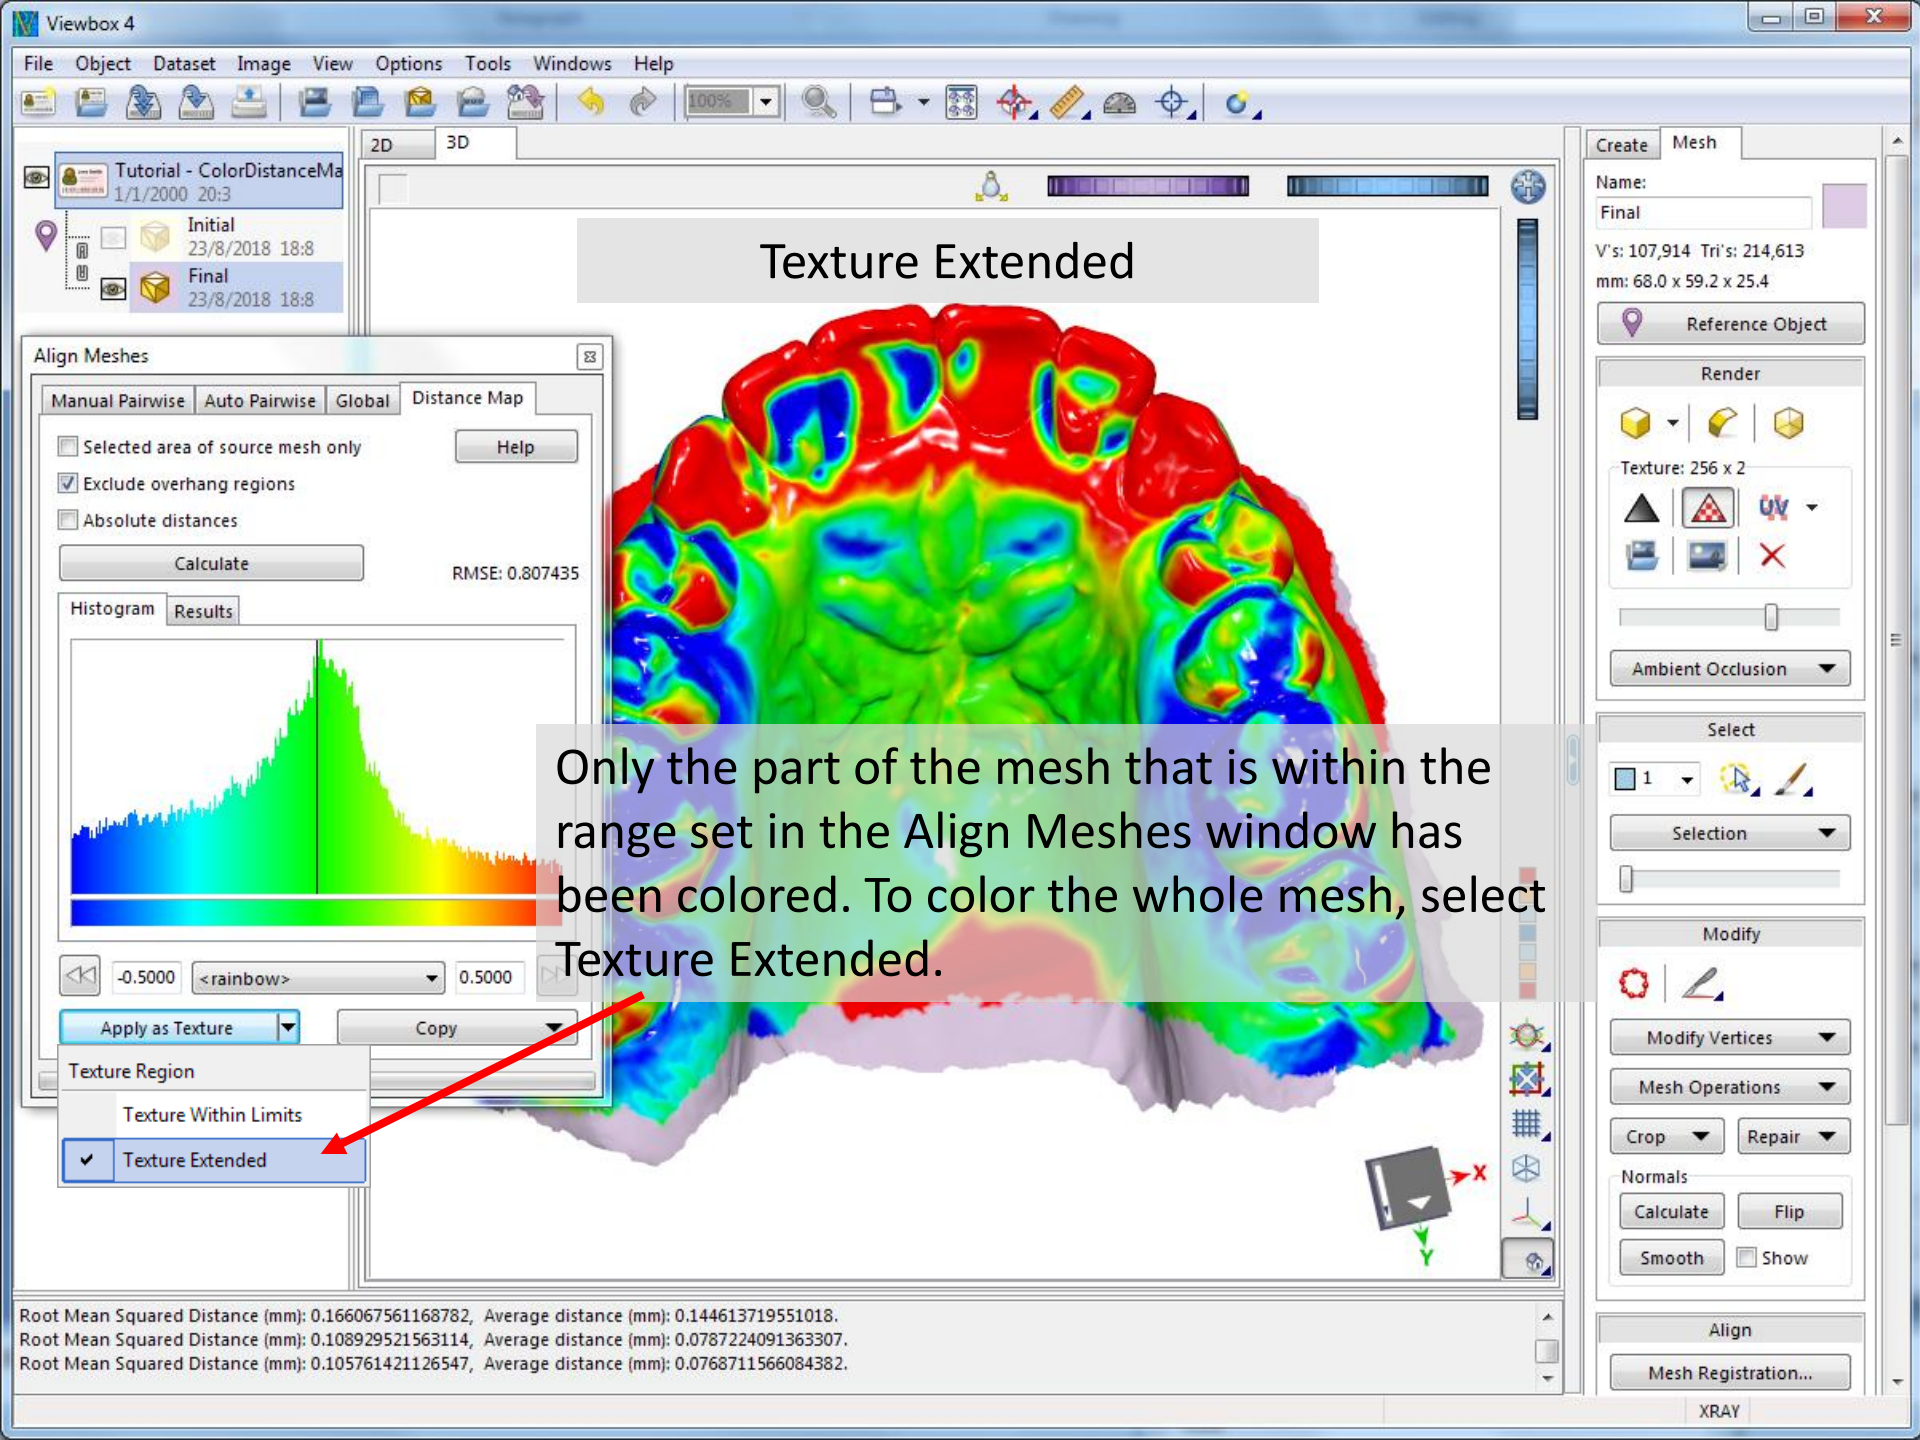 Viewbox 4
File Object Dataset Image View Options Tools Windows Help
100%
Tutorial - ColorDistanceMa
1/1/2000 20:3
Initial
23/8/2018 18:8
Final
23/8/2018 18:8
2D 3D
Texture Extended
Align Meshes
Manual Pairwise Auto Pairwise Global Distance Map
Selected area of source mesh only Help
Exclude overhang regions
Absolute distances
Calculate
RMSE: 0.807435
Histogram Results
-0.5000 <rainbow> 0.5000
Apply as Texture Copy
Texture Region
Texture Within Limits
Texture Extended
Only the part of the mesh that is within the
range set in the Align Meshes window has
been colored. To color the whole mesh, select
Texture Extended.
X
Y
Create Mesh
Name:
Final
V's: 107,914 Tri's: 214,613
mm: 68.0 x 59.2 x 25.4
Reference Object
Render
Texture: 256 x 2
UV
Ambient Occlusion
Select
1
Selection
Modify
Modify Vertices
Mesh Operations
Crop Repair
Normals
Calculate Flip
Smooth Show
Align
Mesh Registration...
Root Mean Squared Distance (mm): 0.166067561168782, Average distance (mm): 0.144613719551018.
Root Mean Squared Distance (mm): 0.108929521563114, Average distance (mm): 0.0787224091363307.
Root Mean Squared Distance (mm): 0.105761421126547, Average distance (mm): 0.0768711566084382.
XRAY